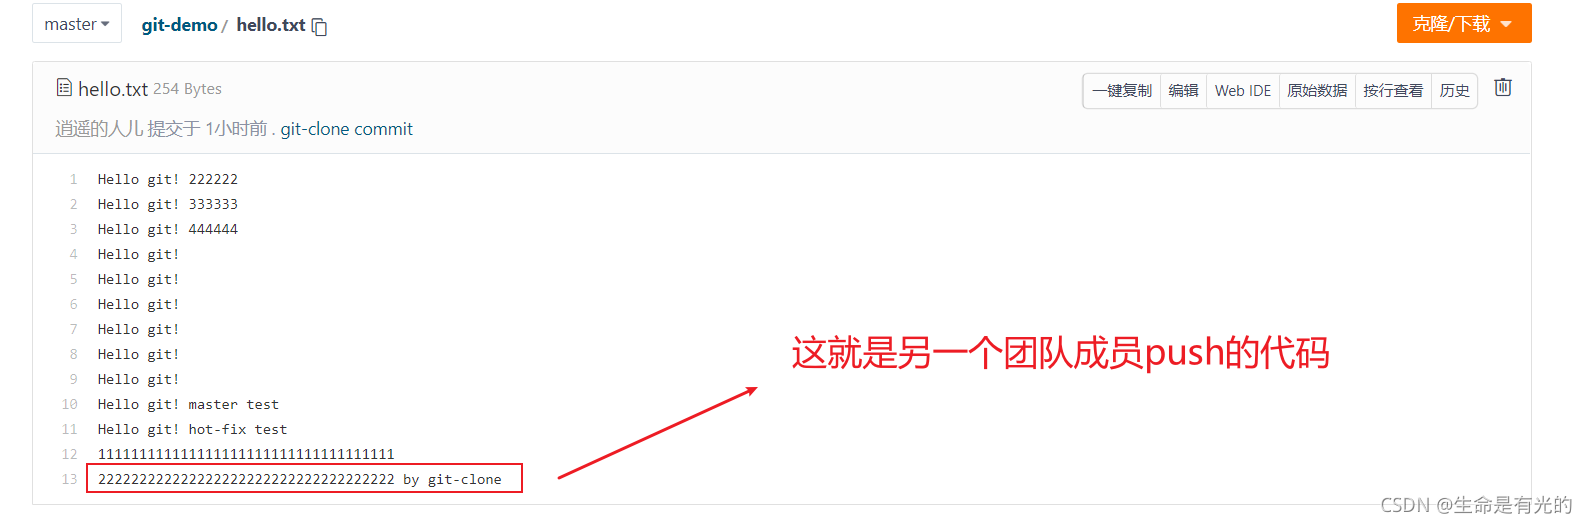 master
git-demo / hello.txt
克隆/下载
hello.txt 254 Bytes
一键复制 编辑 Web IDE 原始数据 按行查看 历史
逍遥的人儿 提交于 1小时前 . git-clone commit
1 Hello git! 222222
2 Hello git! 333333
3 Hello git! 444444
4 Hello git!
5 Hello git!
6 Hello git!
7 Hello git!
8 Hello git!
9 Hello git!
10 Hello git! master test
11 Hello git! hot-fix test
12 111111111111111111111111111111111111
13 222222222222222222222222222222222222 by git-clone
这就是另一个团队成员push的代码
CSDN @生命是有光的